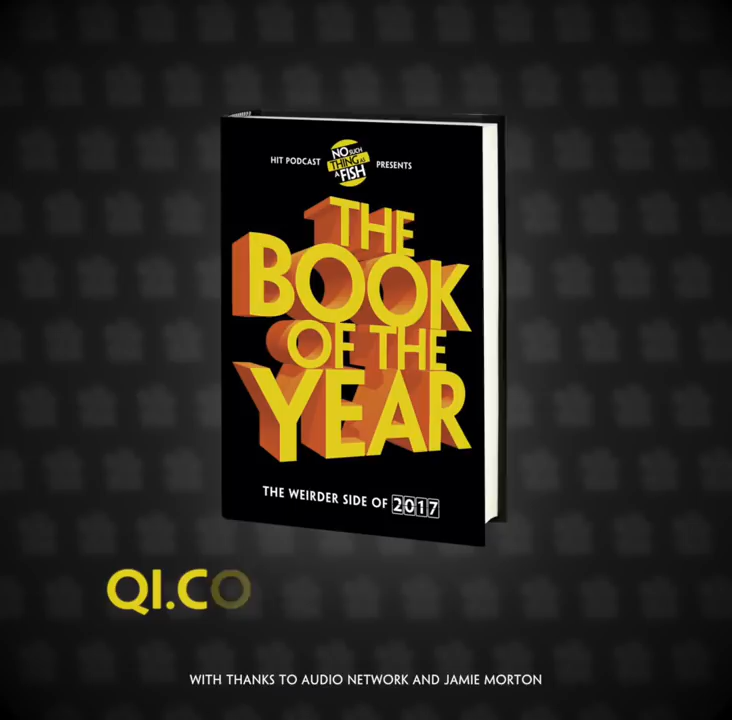 HIT PODCAST NO SUCH THING AS A FISH PRESENTS
THE
BOOK
OF THE
YEAR
THE WEIRDER SIDE OF 2017
QI.CO
WITH THANKS TO AUDIO NETWORK AND JAMIE MORTON